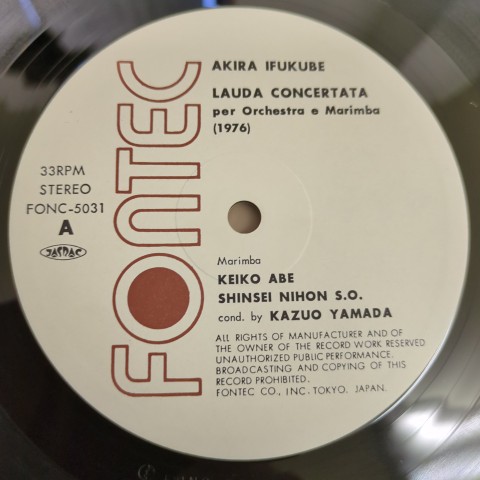 FONTEC
AKIRA IFUKUBE
LAUDA CONCERTATA
per Orchestra e Marimba
(1976)
33RPM
STEREO
FONC-5031
A
JASRAC
Marimba
KEIKO ABE
SHINSEI NIHON S.O.
cond. by KAZUO YAMADA
ALL RIGHTS OF MANUFACTURER AND OF
THE OWNER OF THE RECORD WORK RESERVED
UNAUTHORIZED PUBLIC PERFORMANCE,
BROADCASTING AND COPYING OF THIS
RECORD PROHIBITED.
FONTEC CO., INC. TOKYO. JAPAN.